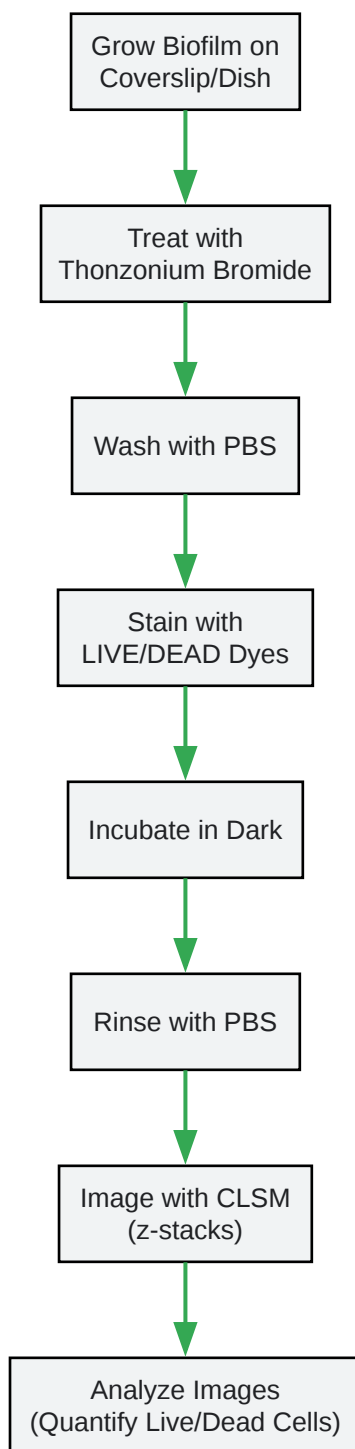 Grow Biofilm on
Coverslip/Dish
Treat with
Thonzonium Bromide
Wash with PBS
Stain with
LIVE/DEAD Dyes
Incubate in Dark
Rinse with PBS
Image with CLSM
(z-stacks)
Analyze Images
(Quantify Live/Dead Cells)